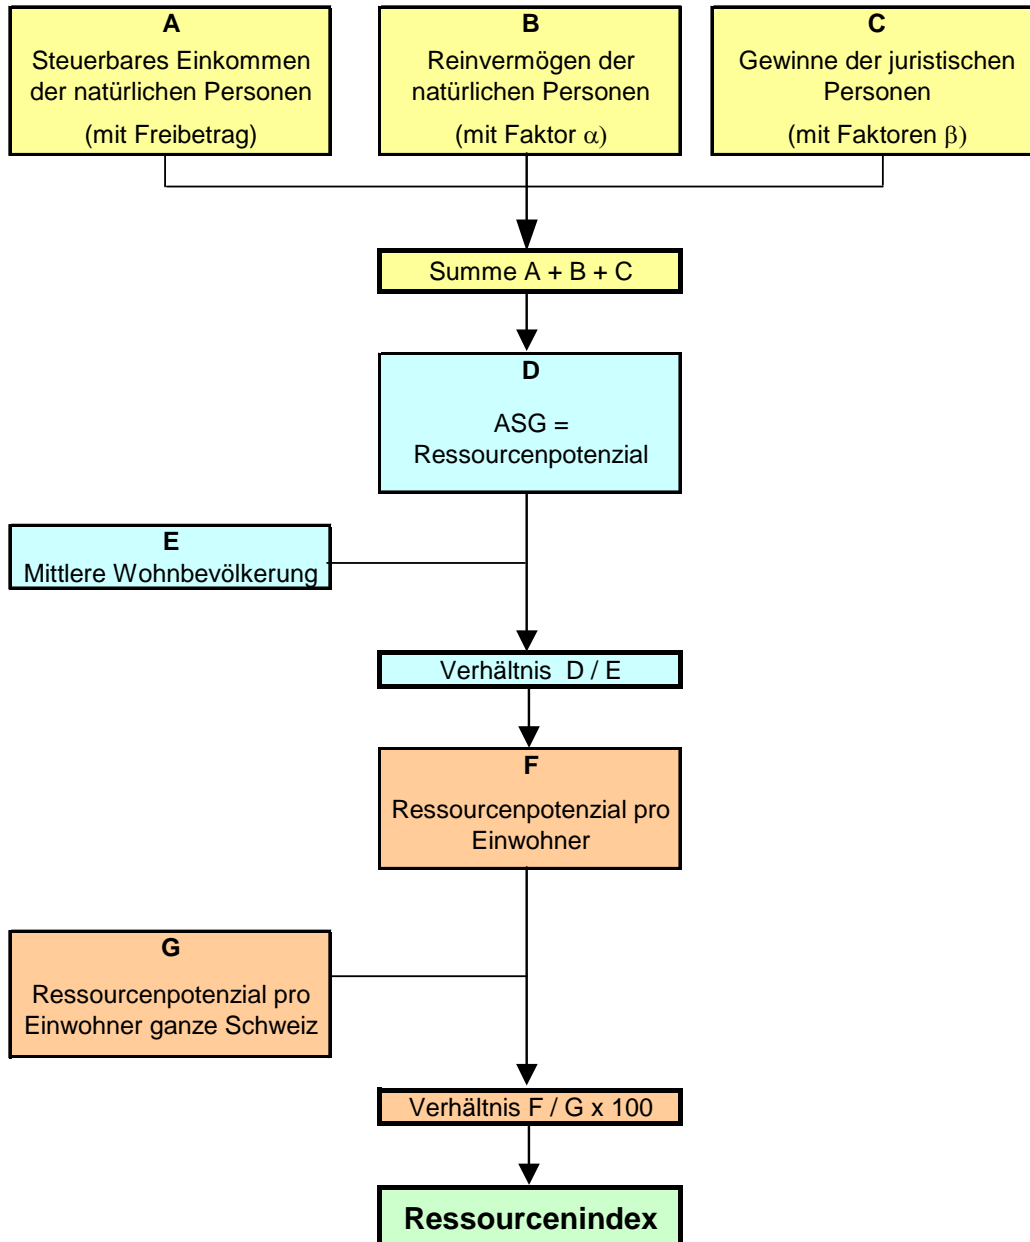 A
Steuerbares Einkommen
der natürlichen Personen
(mit Freibetrag)
B
Reinvermögen der
natürlichen Personen
(mit Faktor α)
C
Gewinne der juristischen
Personen
(mit Faktoren β)
Summe A + B + C
D
ASG =
Ressourcenpotenzial
E
Mittlere Wohnbevölkerung
Verhältnis  D / E
F
Ressourcenpotenzial pro
Einwohner
G
Ressourcenpotenzial pro
Einwohner ganze Schweiz
Verhältnis F / G x 100
Ressourcenindex